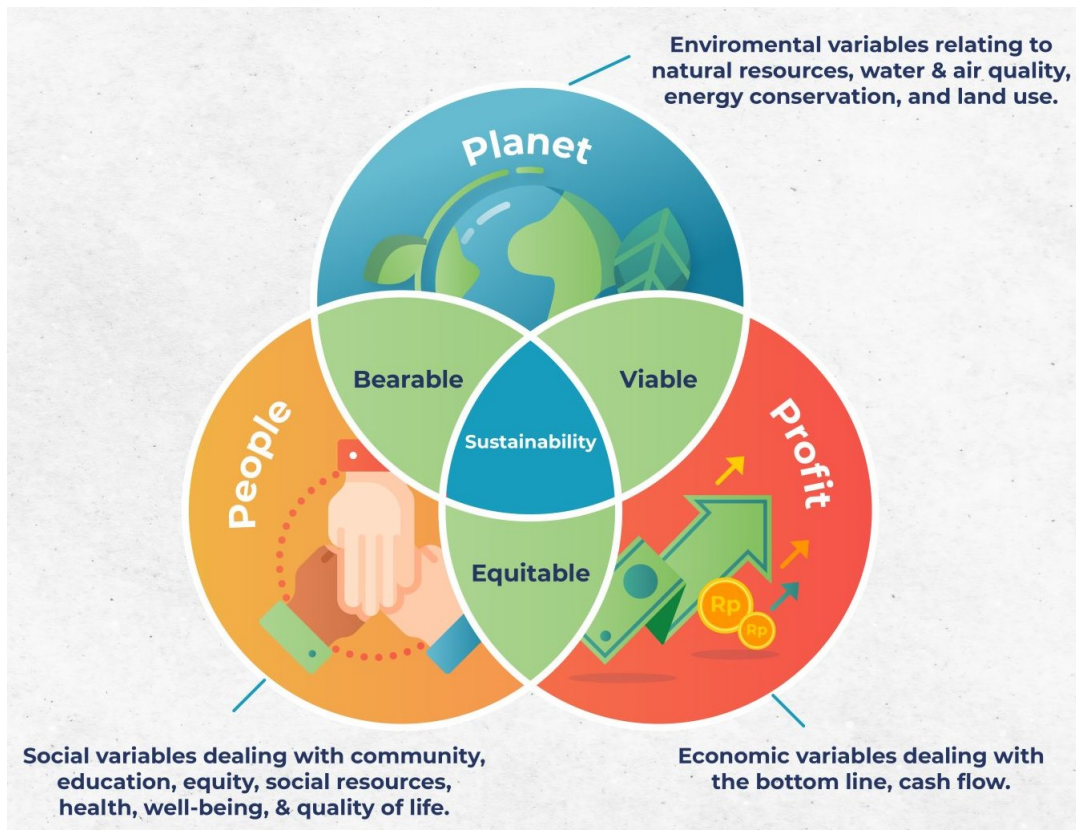 Enviromental variables relating to
natural resources, water & air quality,
energy conservation, and land use.
Planet
Bearable
Viable
People
Sustainability
Profit
Equitable
Rp
Rp
Social variables dealing with community,
education, equity, social resources,
health, well-being, & quality of life.
Economic variables dealing with
the bottom line, cash flow.